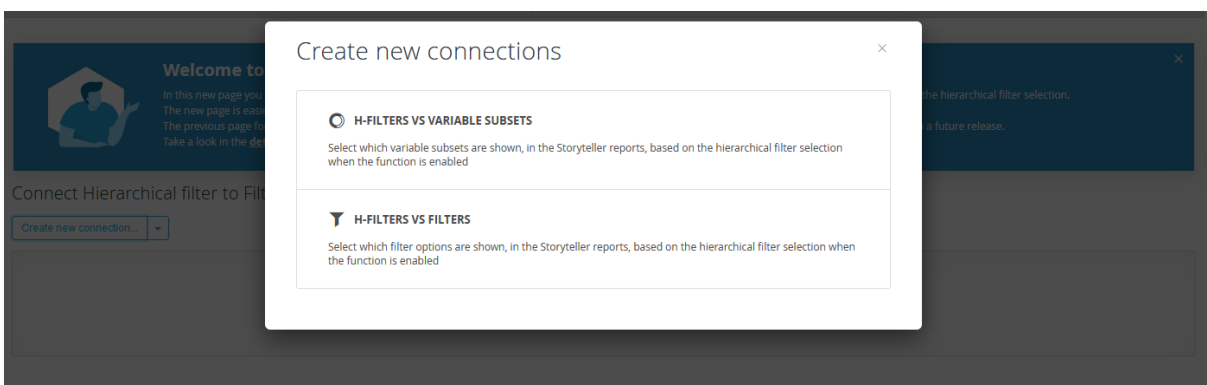 Create new connections
×
H-FILTERS VS VARIABLE SUBSETS
Select which variable subsets are shown, in the Storyteller reports, based on the hierarchical filter selection
when the function is enabled
H-FILTERS VS FILTERS
Select which filter options are shown, in the Storyteller reports, based on the hierarchical filter selection when
the function is enabled
Welcome to
×
In this new page you
the hierarchical filter selection.
The new page is easie
The previous page fo
a future release.
Take a look in the det
Connect Hierarchical filter to Filt
Create new connection...